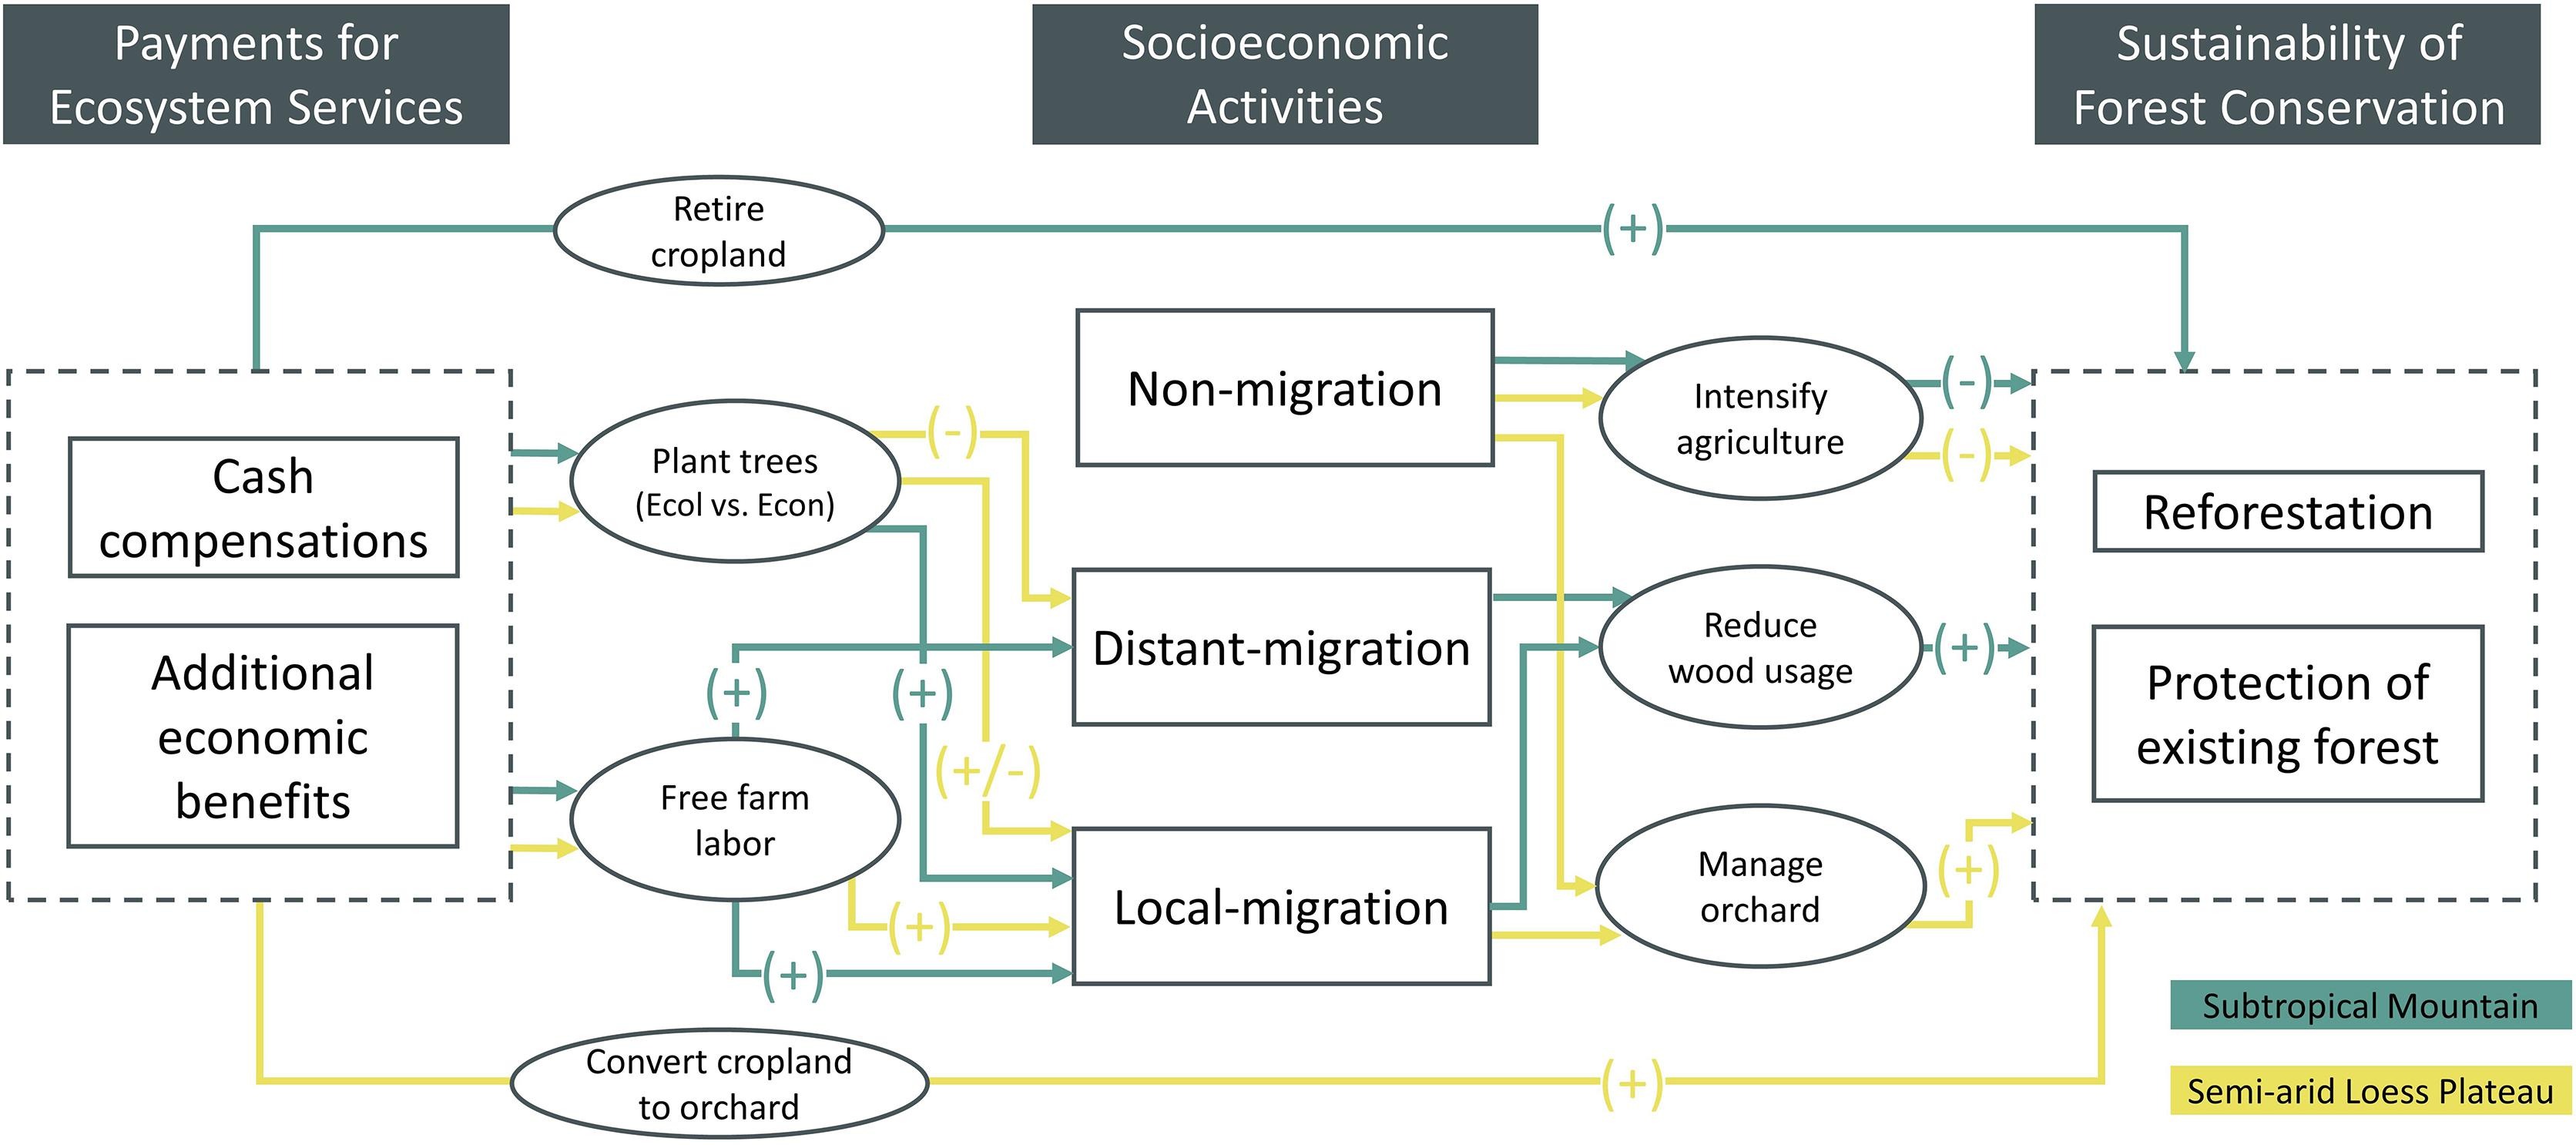 Payments for
Ecosystem Services
Socioeconomic
Activities
Sustainability of
Forest Conservation
Retire
cropland
(+)
Non-migration
Intensify
agriculture
(-)
(-)
Cash
compensations
Plant trees
(Ecol vs. Econ)
(-)
Reforestation
Additional
economic
benefits
Distant-migration
Reduce
wood usage
(+)
Protection of
existing forest
(+)
(+)
(+/-)
Free farm
labor
Local-migration
Manage
orchard
(+)
(+)
(+)
Convert cropland
to orchard
(+)
Subtropical Mountain
Semi-arid Loess Plateau